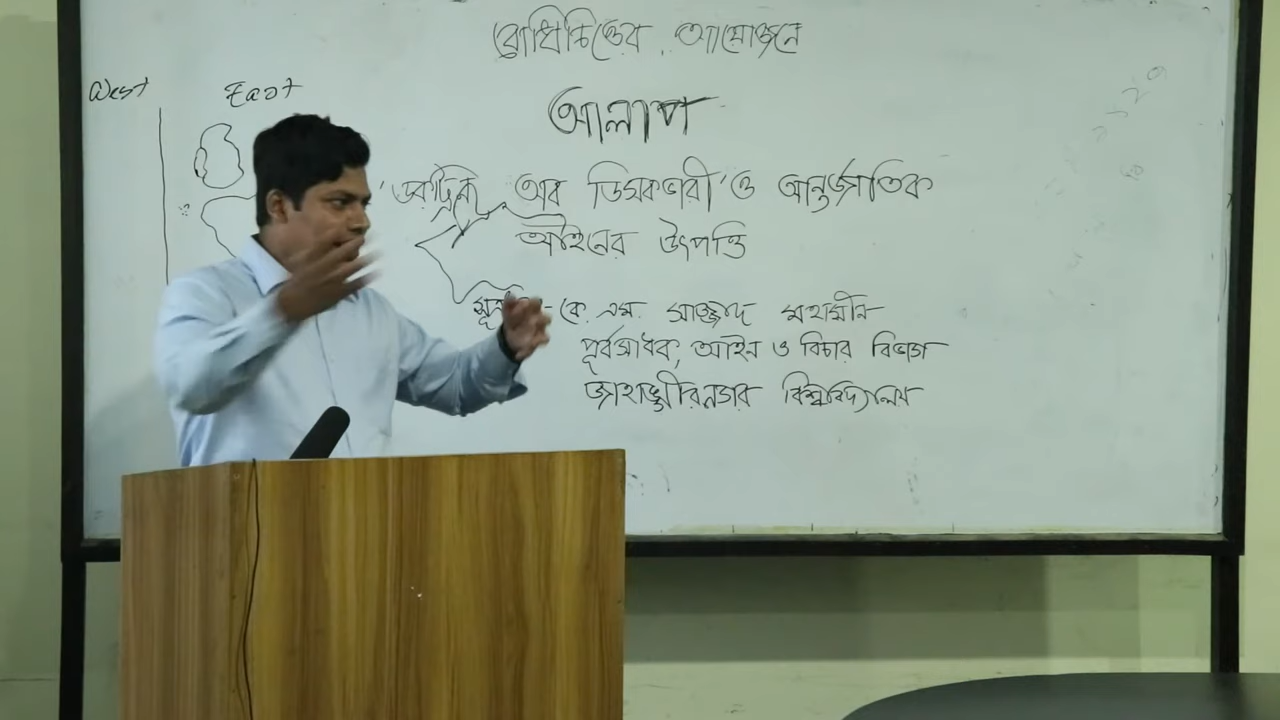 বোধিচিত্তের আয়োজনে
West East
আলাপ
'ডকট্রিন অব ডিসকভারী' ও আন্তর্জাতিক
আইনের উৎপত্তি
- কে. এম. সাজ্জাদ মহাসীন
পূর্বসাধক, আইন ও বিচার বিভাগ
জাহাঙ্গীরনগর বিশ্ববিদ্যালয়